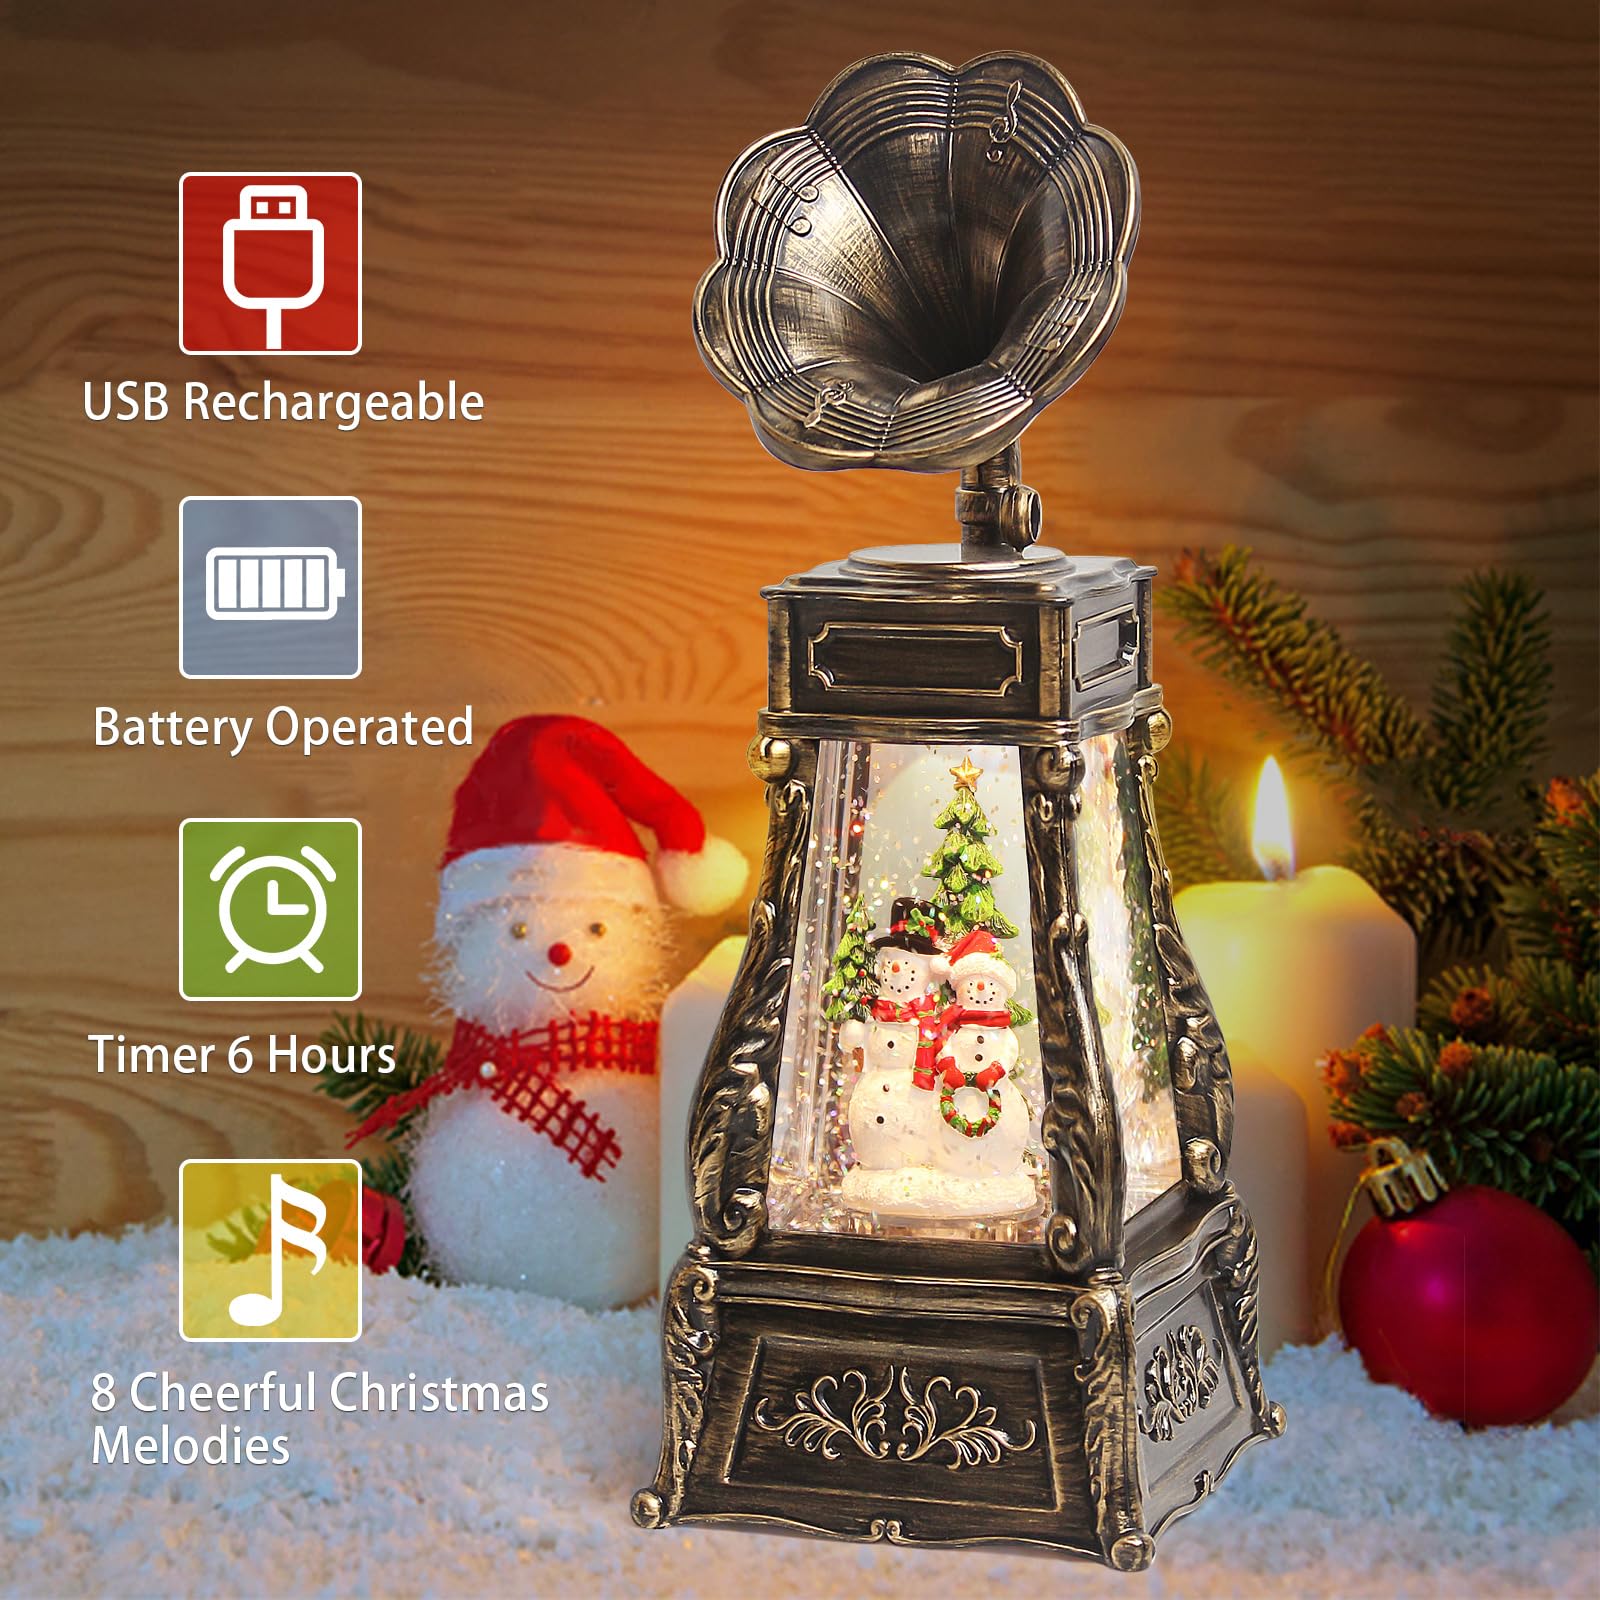 USB Rechargeable
Battery Operated
Timer 6 Hours
8 Cheerful Christmas
Melodies